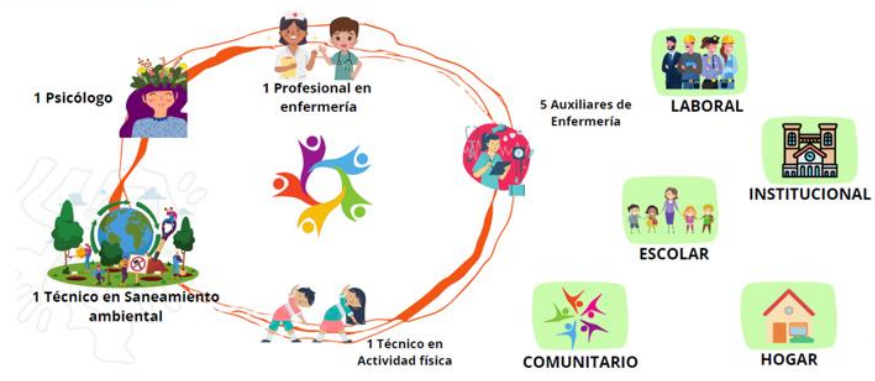 1 Psicólogo
1 Profesional en
enfermería
5 Auxiliares de
Enfermería
1 Técnico en Saneamiento
ambiental
1 Técnico en
Actividad física
LABORAL
INSTITUCIONAL
ESCOLAR
COMUNITARIO
HOGAR